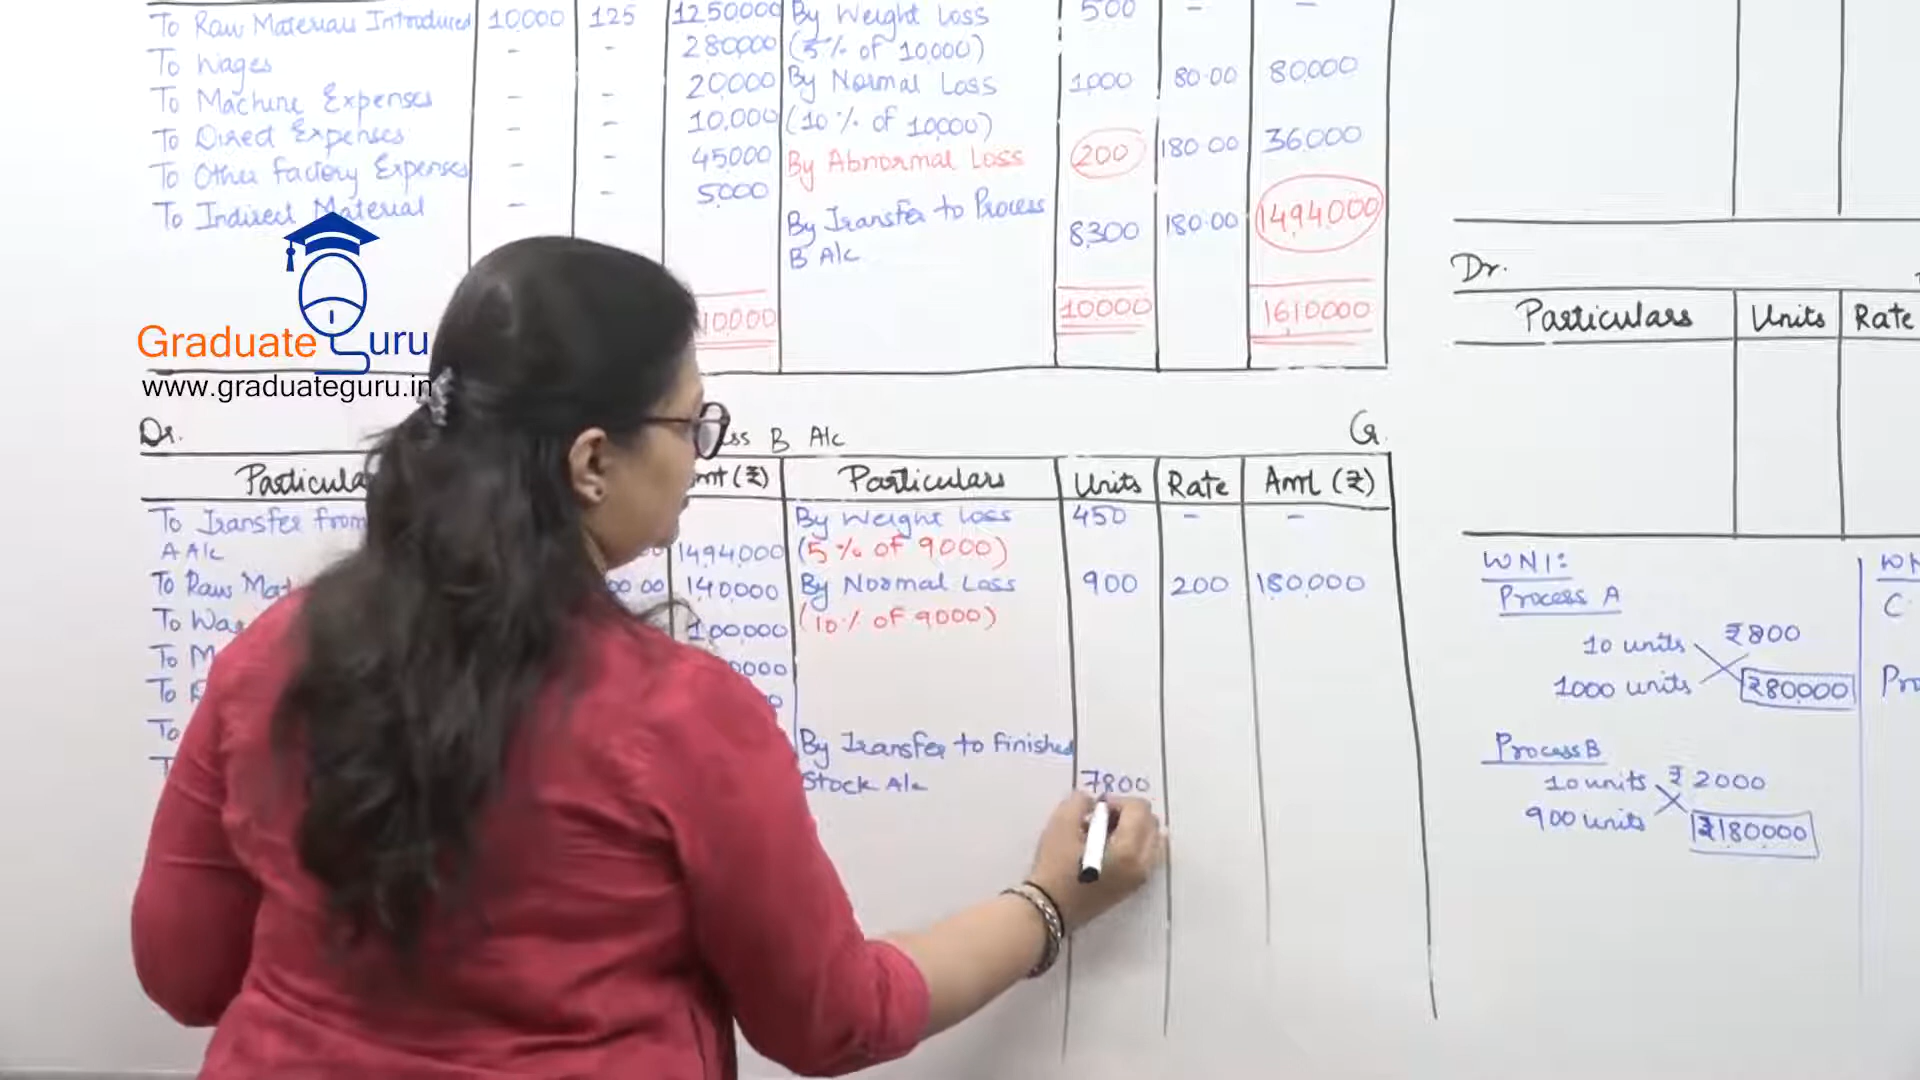 To Raw Materials Introduced 10000 125 1250000 By Weight Loss 500 - -
To Wages - - 280000 (5% of 10000)
To Machine Expenses - - 20000 By Normal Loss 1000 80.00 80000
To Direct Expenses - - 10,000 (10% of 10000)
To Other Factory Expenses - - 45000 By Abnormal Loss 200 180.00 36000
To Indirect Material - - 5000
By Transfer to Process 8300 180.00 1494000
B A/c
10000 10000 1610000
GraduateGuru
www.graduateguru.in
Dr. B A/c Cr.
Amt (₹) Particulars Units Rate Amt (₹)
To Transfer from By Weight Loss 450 - -
A A/c 1494000 (5% of 9000)
To Raw 00.00 140000 By Normal Loss 900 200 180000
To 100000 (10% of 9000)
To
To
To By Transfer to Finished
Stock A/c 7800
Dr.
Particulars Units Rate
WN1:
Process A
10 units ₹800
1000 units ₹80000
Process B
10 units ₹2000
900 units ₹180000
C